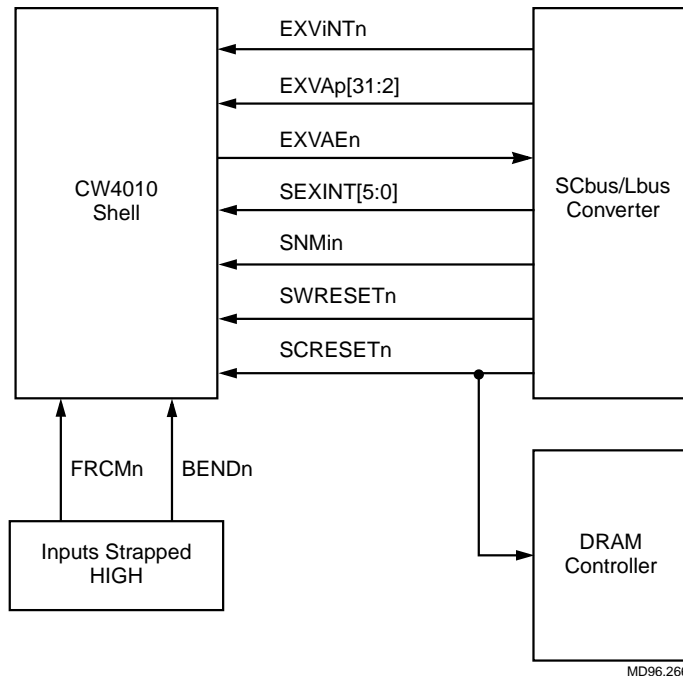 EXViNTn
EXVAp[31:2]
EXVAEn
CW4010
Shell
SCbus/Lbus
Converter
SEXINT[5:0]
SNMin
SWRESETn
SCRESETn
FRCMn
BENDn
Inputs Strapped
HIGH
DRAM
Controller